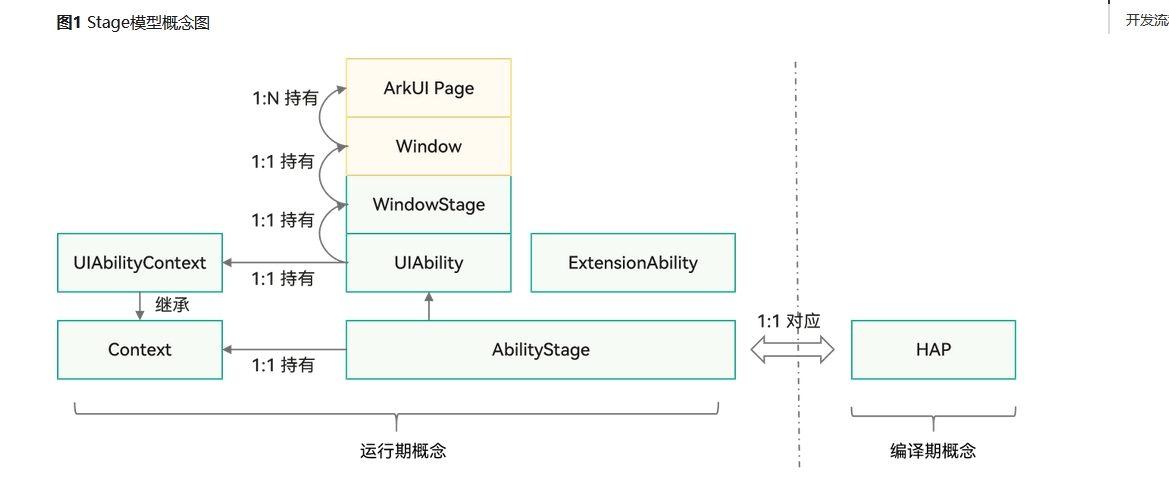 图1 Stage模型概念图
开发流
ArkUI Page
1:N 持有
Window
1:1 持有
WindowStage
1:1 持有
UIAbilityContext
UIAbility
ExtensionAbility
1:1 持有
继承
1:1 对应
Context
AbilityStage
HAP
1:1 持有
运行期概念
编译期概念